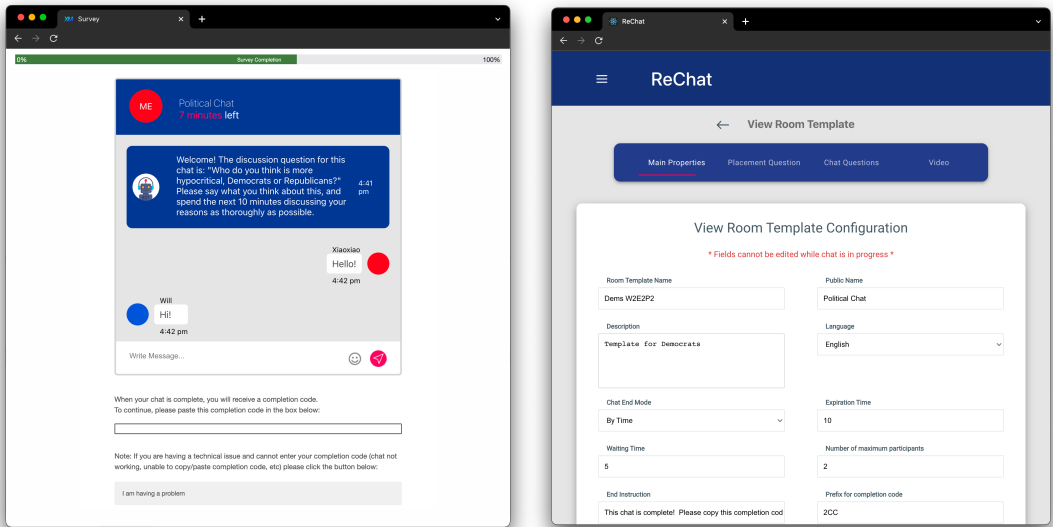 XM Survey
0%
Survey Completion
100%
ME
Political Chat
7 minutes left
Welcome! The discussion question for this
chat is: "Who do you think is more
hypocritical, Democrats or Republicans?"
Please say what you think about this, and
spend the next 10 minutes discussing your
reasons as thoroughly as possible.
4:41
pm
Xiaoxiao
Hello!
4:42 pm
Will
Hi!
4:42 pm
Write Message...
When your chat is complete, you will receive a completion code.
To continue, please paste this completion code in the box below:
Note: If you are having a technical issue and cannot enter your completion code (chat not
working, unable to copy/paste completion code, etc) please click the button below:
I am having a problem
ReChat
ReChat
View Room Template
Main Properties Placement Question Chat Questions Video
View Room Template Configuration
* Fields cannot be edited while chat is in progress *
Room Template Name Public Name
Dems W2E2P2 Political Chat
Description Language
Template for Democrats English
Chat End Mode Expiration Time
By Time 10
Waiting Time Number of maximum participants
5 2
End Instruction Prefix for completion code
This chat is complete! Please copy this completion cod 2CC